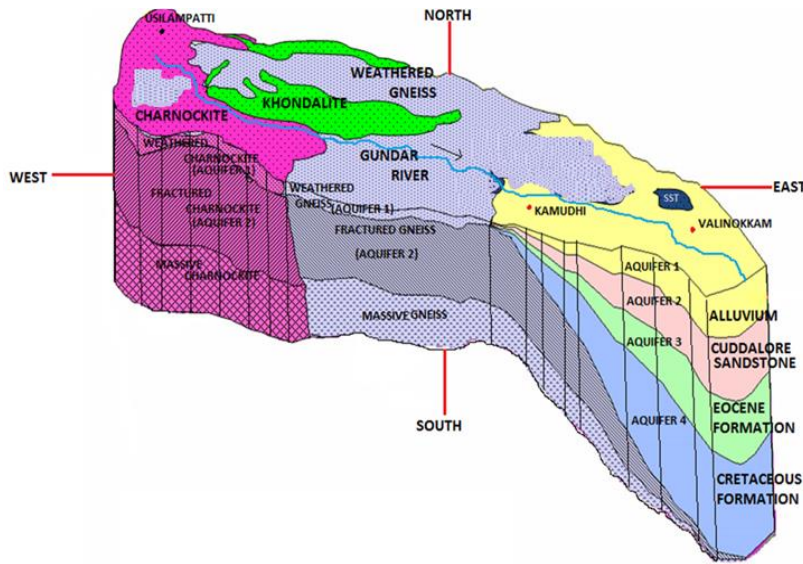 NORTH
USILAMPATTI
WEATHERED
GNEISS
KHONDALITE
CHARNOCKITE
WEATHERED
CHARNOCKITE
(AQUIFER 1)
GUNDAR
RIVER
WEST
EAST
SST
WEATHERED
GNEISS
(AQUIFER 1)
KAMUDHI
VALINOKKAM
FRACTURED
CHARNOCKITE
(AQUIFER 2)
FRACTURED GNEISS
(AQUIFER 2)
MASSIVE
CHARNOCKITE
MASSIVE GNEISS
AQUIFER 1
AQUIFER 2
AQUIFER 3
AQUIFER 4
ALLUVIUM
CUDDALORE
SANDSTONE
EOCENE
FORMATION
CRETACEOUS
FORMATION
SOUTH